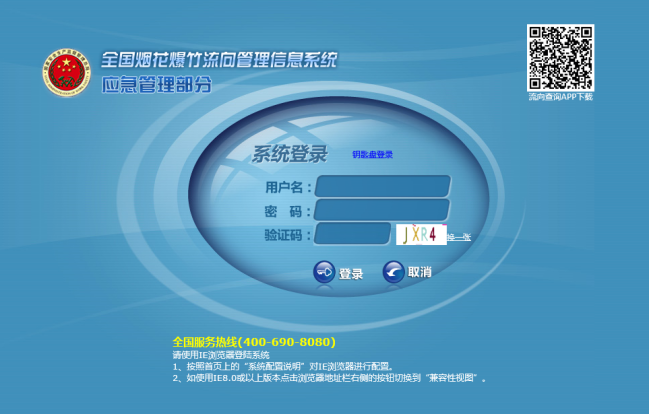 全国烟花爆竹流向管理信息系统
应急管理部分
流向查询APP下载
系统登录
钥匙盘登录
用户名：
密 码：
验证码：
JXR4
换一张
登录
取消
全国服务热线(400-690-8080)
请使用IE浏览器登陆系统
1、按照首页上的“系统配置说明”对IE浏览器进行配置。
2、如使用IE8.0或以上版本点击浏览器地址栏右侧的按钮切换到“兼容性视图”。